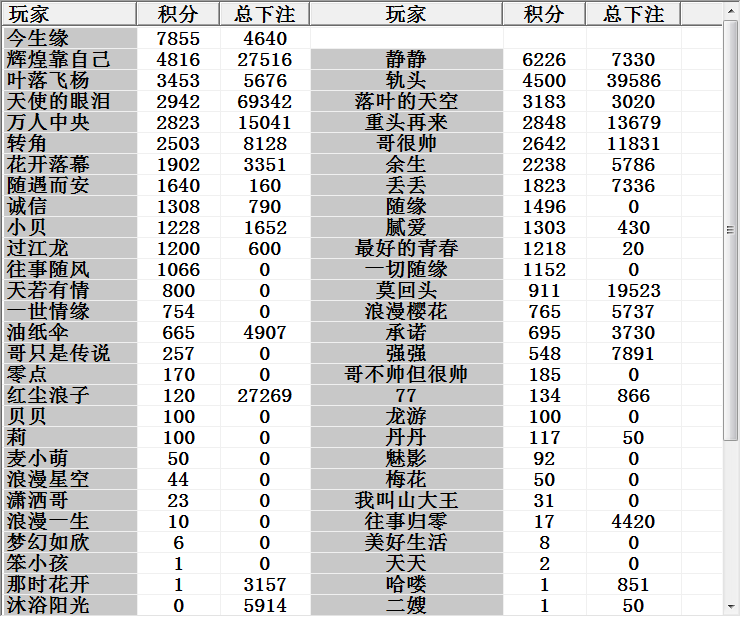 玩家 积分 总下注 玩家 积分 总下注
今生缘 7855 4640
辉煌靠自己 4816 27516 静静 6226 7330
叶落飞杨 3453 5676 轨头 4500 39586
天使的眼泪 2942 69342 落叶的天空 3183 3020
万人中央 2823 15041 重头再来 2848 13679
转角 2503 8128 哥很帅 2642 11831
花开落幕 1902 3351 余生 2238 5786
随遇而安 1640 160 丢丢 1823 7336
诚信 1308 790 随缘 1496 0
小贝 1228 1652 腻爱 1303 430
过江龙 1200 600 最好的青春 1218 20
往事随风 1066 0 一切随缘 1152 0
天若有情 800 0 莫回头 911 19523
一世情缘 754 0 浪漫樱花 765 5737
油纸伞 665 4907 承诺 695 3730
哥只是传说 257 0 强强 548 7891
零点 170 0 哥不帅但很帅 185 0
红尘浪子 120 27269 77 134 866
贝贝 100 0 龙游 100 0
莉 100 0 丹丹 117 50
麦小萌 50 0 魅影 92 0
浪漫星空 44 0 梅花 50 0
潇洒哥 23 0 我叫山大王 31 0
浪漫一生 10 0 往事归零 17 4420
梦幻如欣 6 0 美好生活 8 0
笨小孩 1 0 天天 2 0
那时花开 1 3157 哈喽 1 851
沐浴阳光 0 5914 二嫂 1 50